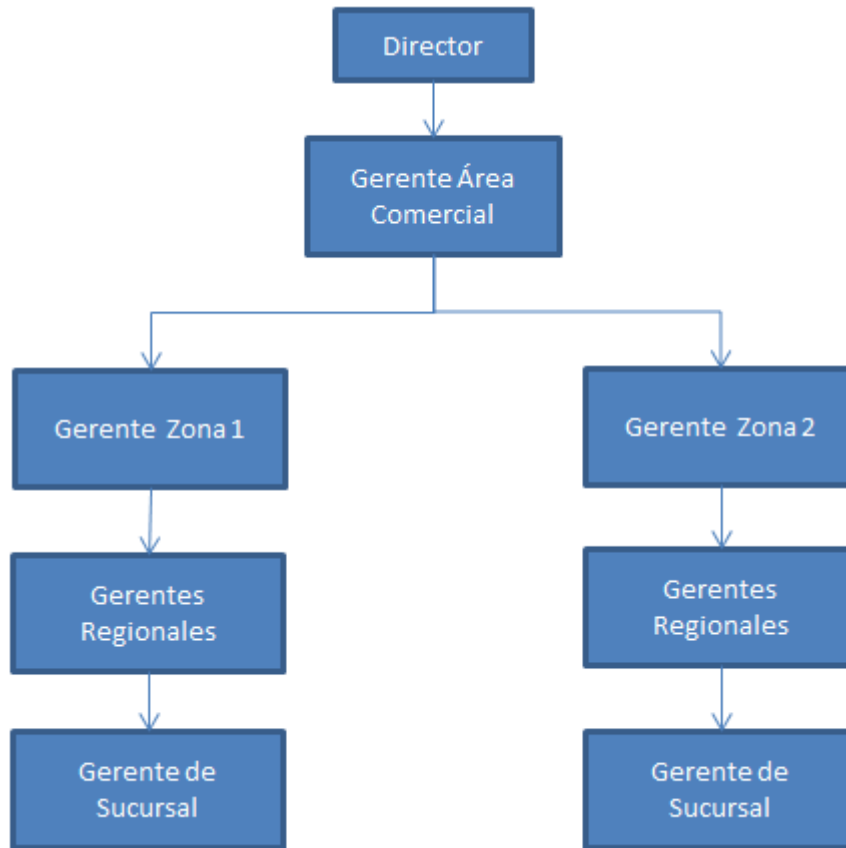 Director
Gerente Área
Comercial
Gerente Zona 1
Gerente Zona 2
Gerentes
Regionales
Gerentes
Regionales
Gerente de
Sucursal
Gerente de
Sucursal